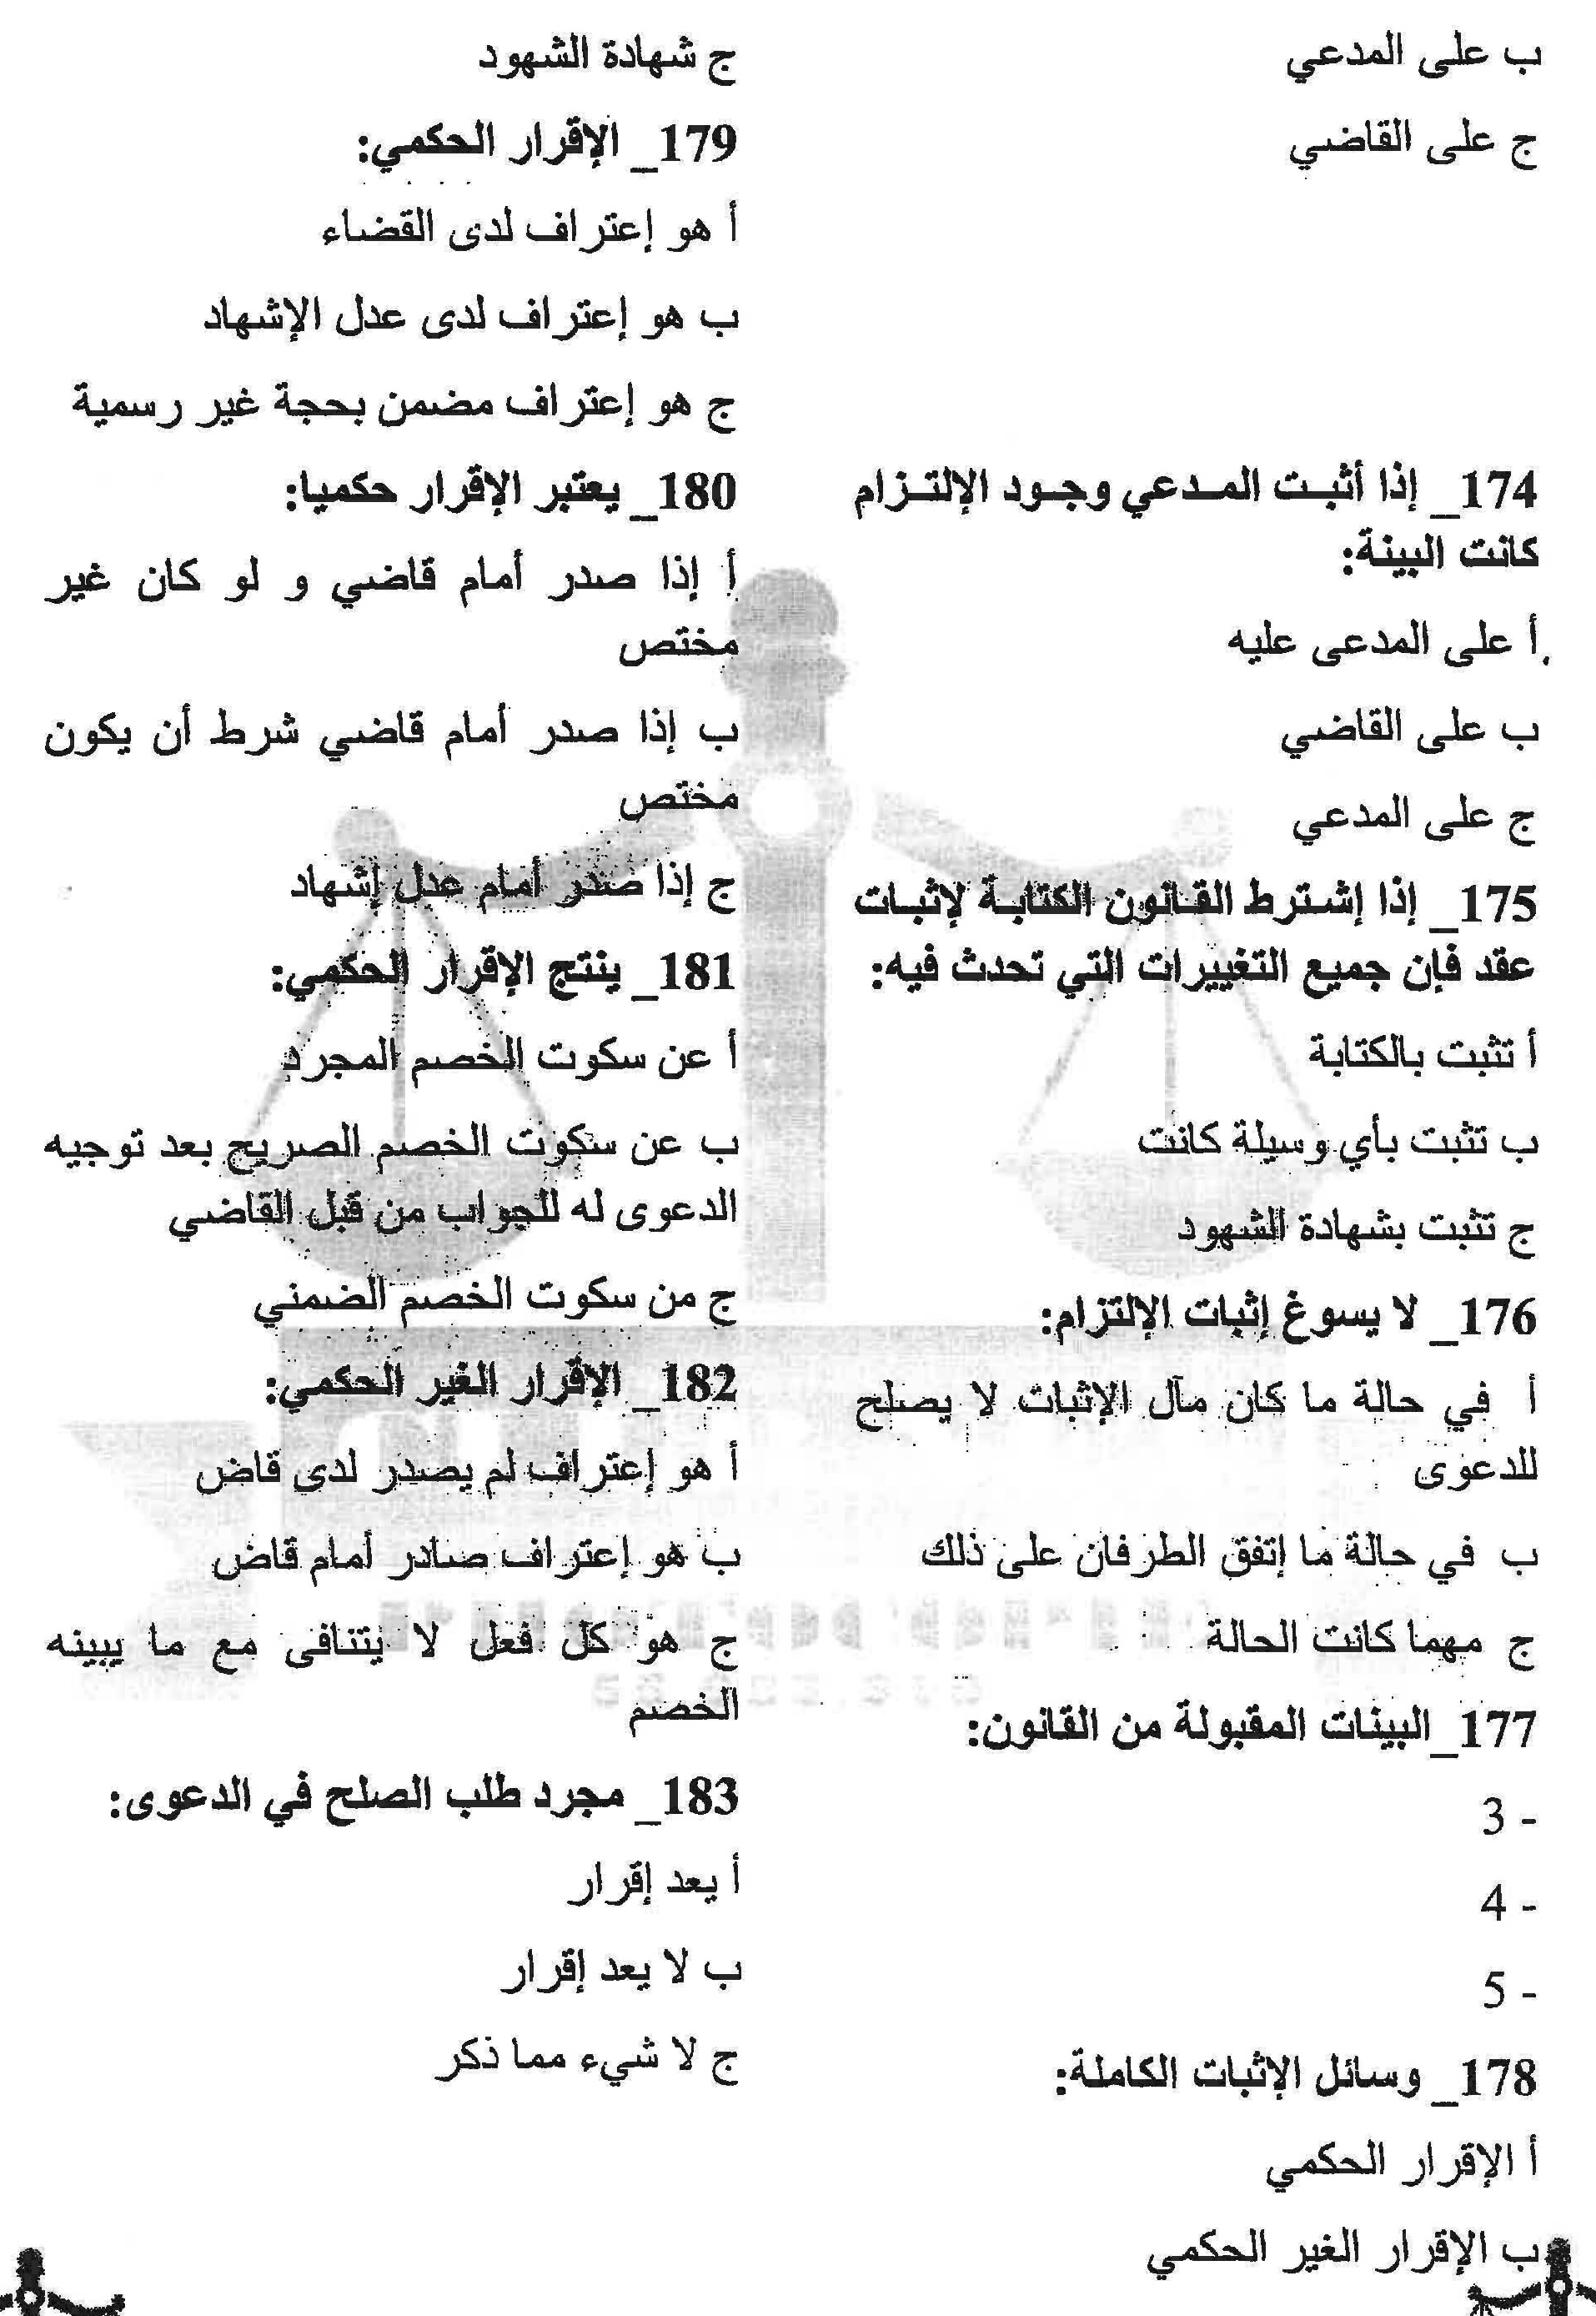 ب على المدعي
ج على القاضي
174_ إذا أثبت المدعي وجود الإلتزام
كانت البينة:
أ على المدعى عليه
ب على القاضي
ج على المدعي
175_ إذا إشترط القانون الكتابة لإثبات
عقد فإن جميع التغييرات التي تحدث فيه:
أ تثبت بالكتابة
ب تثبت بأي وسيلة كانت
ج تثبت بشهادة الشهود
176_ لا يسوغ إثبات الإلتزام:
أ في حالة ما كان مآل الإثبات لا يصلح
للدعوى
ب في حالة ما إتفق الطرفان على ذلك
ج مهما كانت الحالة
177_البينات المقبولة من القانون:
- 3
- 4
- 5
178_ وسائل الإثبات الكاملة:
أ الإقرار الحكمي
ب الإقرار الغير الحكمي
ج شهادة الشهود
179_ الإقرار الحكمي:
أ هو إعتراف لدى القضاء
ب هو إعتراف لدى عدل الإشهاد
ج هو إعتراف مضمن بحجة غير رسمية
180_ يعتبر الإقرار حكميا:
أ إذا صدر أمام قاضي و لو كان غير
مختص
ب إذا صدر أمام قاضي شرط أن يكون
مختص
ج إذا صدر أمام عدل إشهاد
181_ ينتج الإقرار الحكمي:
أ عن سكوت الخصم المجرد
ب عن سكوت الخصم الصريح بعد توجيه
الدعوى له للجواب من قبل القاضي
ج من سكوت الخصم الضمني
182_ الإقرار الغير الحكمي:
أ هو إعتراف لم يصدر لدى قاض
ب هو إعتراف صادر أمام قاض
ج هو كل فعل لا يتنافى مع ما يبينه
الخصم
183_ مجرد طلب الصلح في الدعوى:
أ يعد إقرار
ب لا يعد إقرار
ج لا شيء مما ذكر